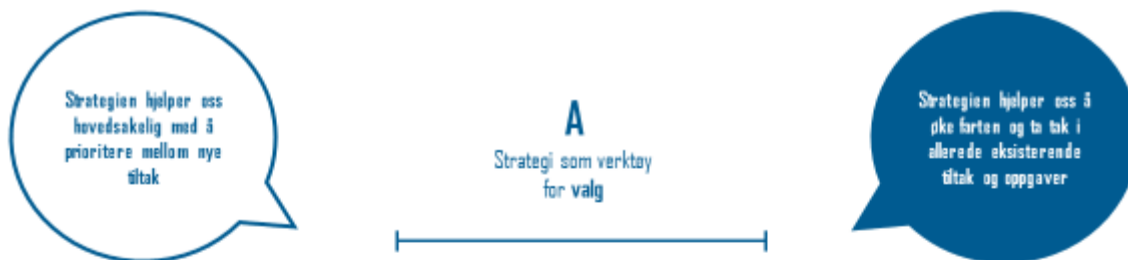 Strategien hjelper oss
hovedsakelig med å
prioritere mellom nye
tiltak
A
Strategi som verktøy
for valg
Strategien hjelper oss å
øke farten og ta tak i
allerede eksisterende
tiltak og oppgaver